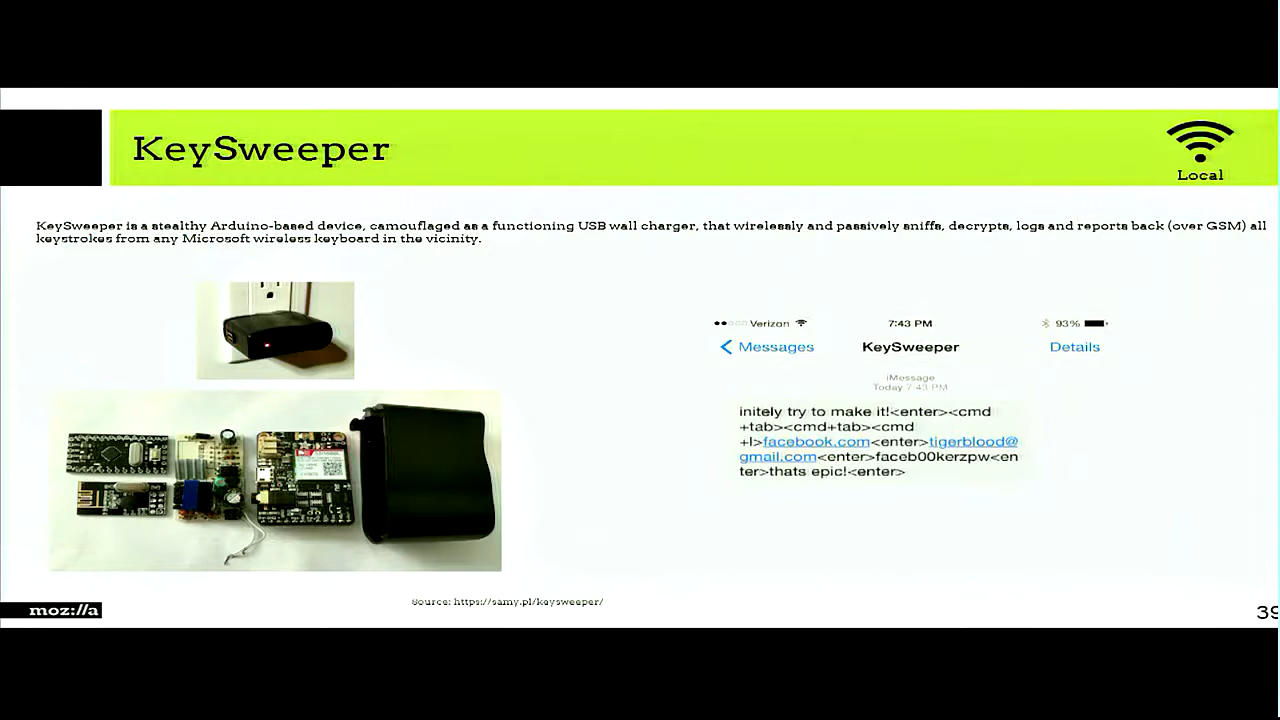 KeySweeper
Local
KeySweeper is a stealthy Arduino-based device, camouflaged as a functioning USB wall charger, that wirelessly and passively sniffs, decrypts, logs and reports back (over GSM) all
keystrokes from any Microsoft wireless keyboard in the vicinity.
Verizon 7:43 PM 93%
Messages KeySweeper Details
iMessage
Today 7:43 PM
initely try to make it!<enter><cmd
+tab><cmd+tab><cmd
+l>facebook.com<enter>tigerblood@
gmail.com<enter>faceb00kerzpw<en
ter>thats epic!<enter>
Source: https://samy.pl/keysweeper/
moz://a
39